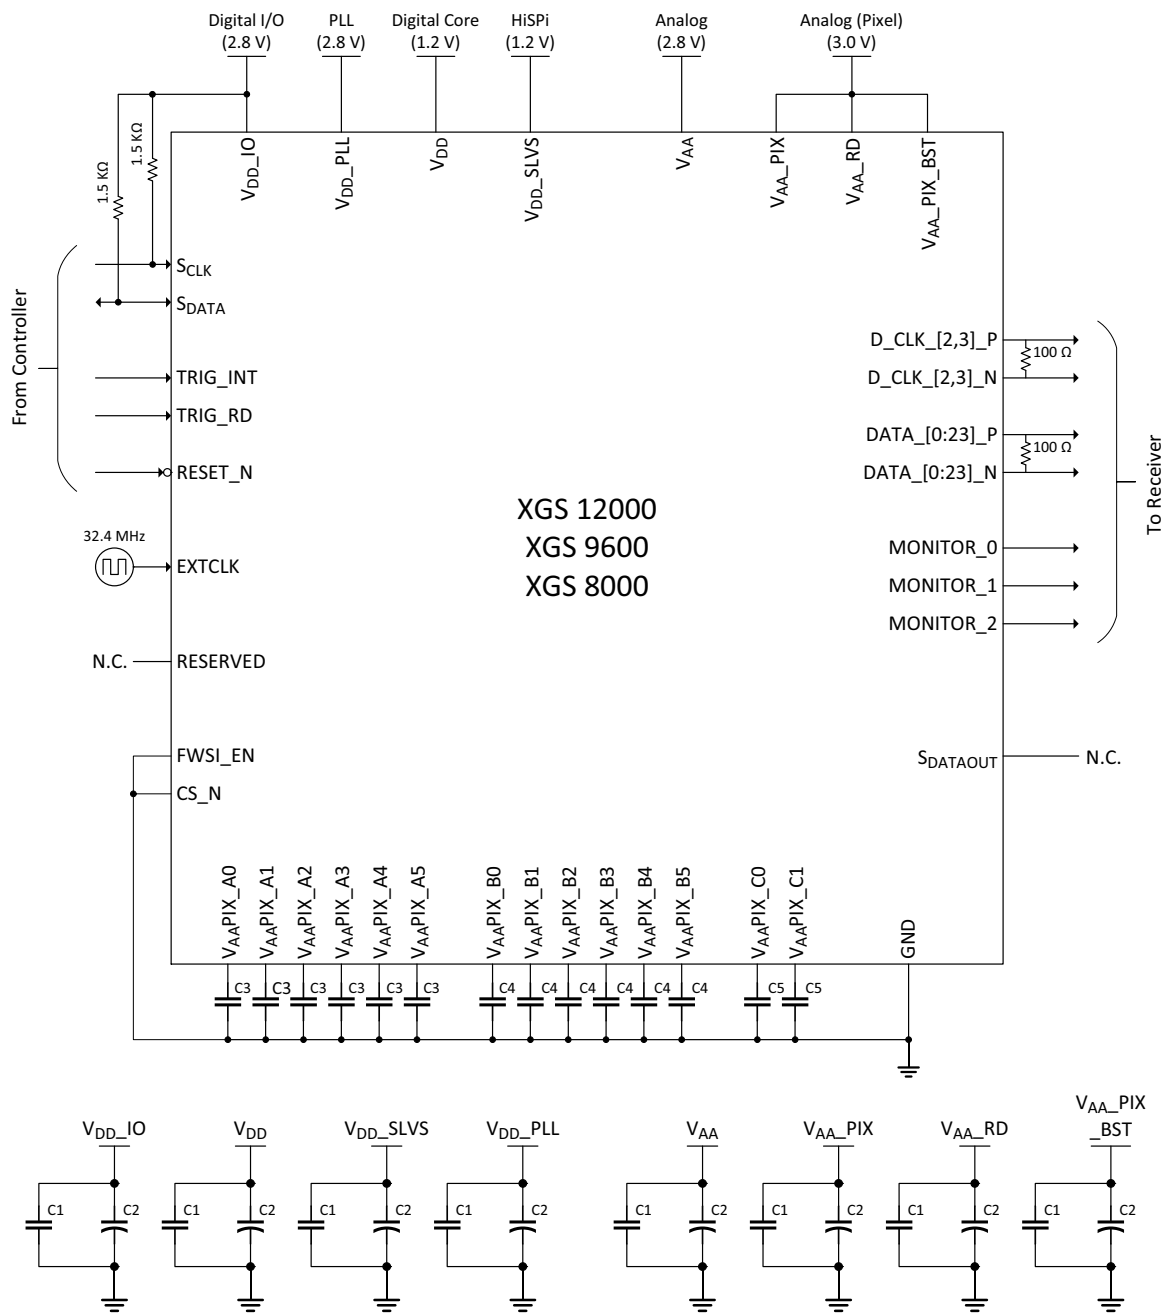 Digital I/O
(2.8 V)
PLL
(2.8 V)
Digital Core
(1.2 V)
HiSPi
(1.2 V)
Analog
(2.8 V)
Analog (Pixel)
(3.0 V)
1.5 KΩ
1.5 KΩ
VDD_IO
VDD_PLL
VDD
VDD_SLVS
VAA
VAA_PIX
VAA_RD
VAA_PIX_BST
From Controller
SCLK
SDATA
TRIG_INT
TRIG_RD
RESET_N
32.4 MHz
EXTCLK
N.C.
RESERVED
FWSI_EN
CS_N
XGS 12000
XGS 9600
XGS 8000
D_CLK_[2,3]_P
100 Ω
D_CLK_[2,3]_N
DATA_[0:23]_P
100 Ω
DATA_[0:23]_N
MONITOR_0
MONITOR_1
MONITOR_2
To Receiver
SDATAOUT
N.C.
VAAPIX_A0
VAAPIX_A1
VAAPIX_A2
VAAPIX_A3
VAAPIX_A4
VAAPIX_A5
VAAPIX_B0
VAAPIX_B1
VAAPIX_B2
VAAPIX_B3
VAAPIX_B4
VAAPIX_B5
VAAPIX_C0
VAAPIX_C1
GND
C3
C3
C3
C3
C3
C3
C4
C4
C4
C4
C4
C4
C5
C5
VDD_IO
C1
C2
VDD
C1
C2
VDD_SLVS
C1
C2
VDD_PLL
C1
C2
VAA
C1
C2
VAA_PIX
C1
C2
VAA_RD
C1
C2
VAA_PIX
_BST
C1
C2